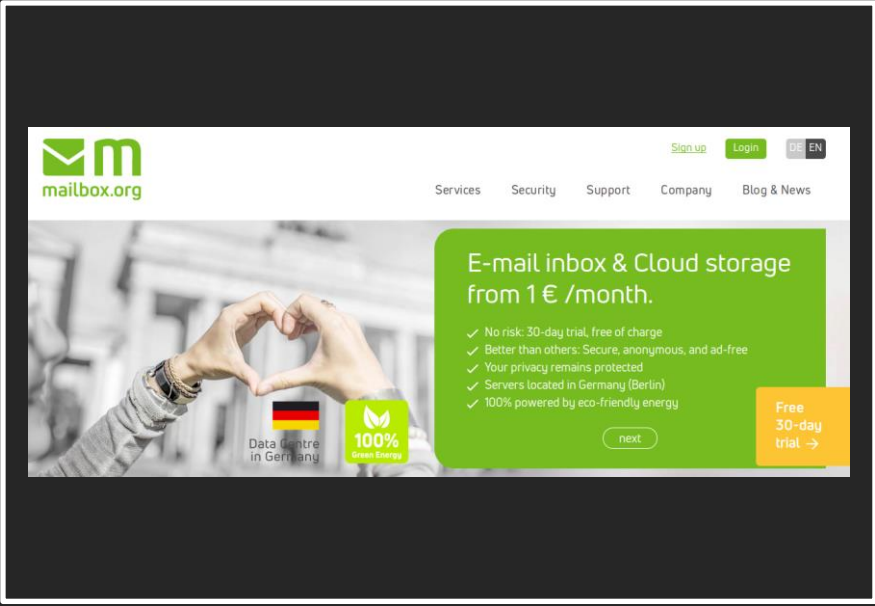 m
mailbox.org
Sign up
Login
DE EN
Services Security Support Company Blog & News
E-mail inbox & Cloud storage
from 1 € /month.
No risk: 30-day trial, free of charge
Better than others: Secure, anonymous, and ad-free
Your privacy remains protected
Servers located in Germany (Berlin)
100% powered by eco-friendly energy
next
Free
30-day
trial →
Data Centre
in Germany
100%
Green Energy